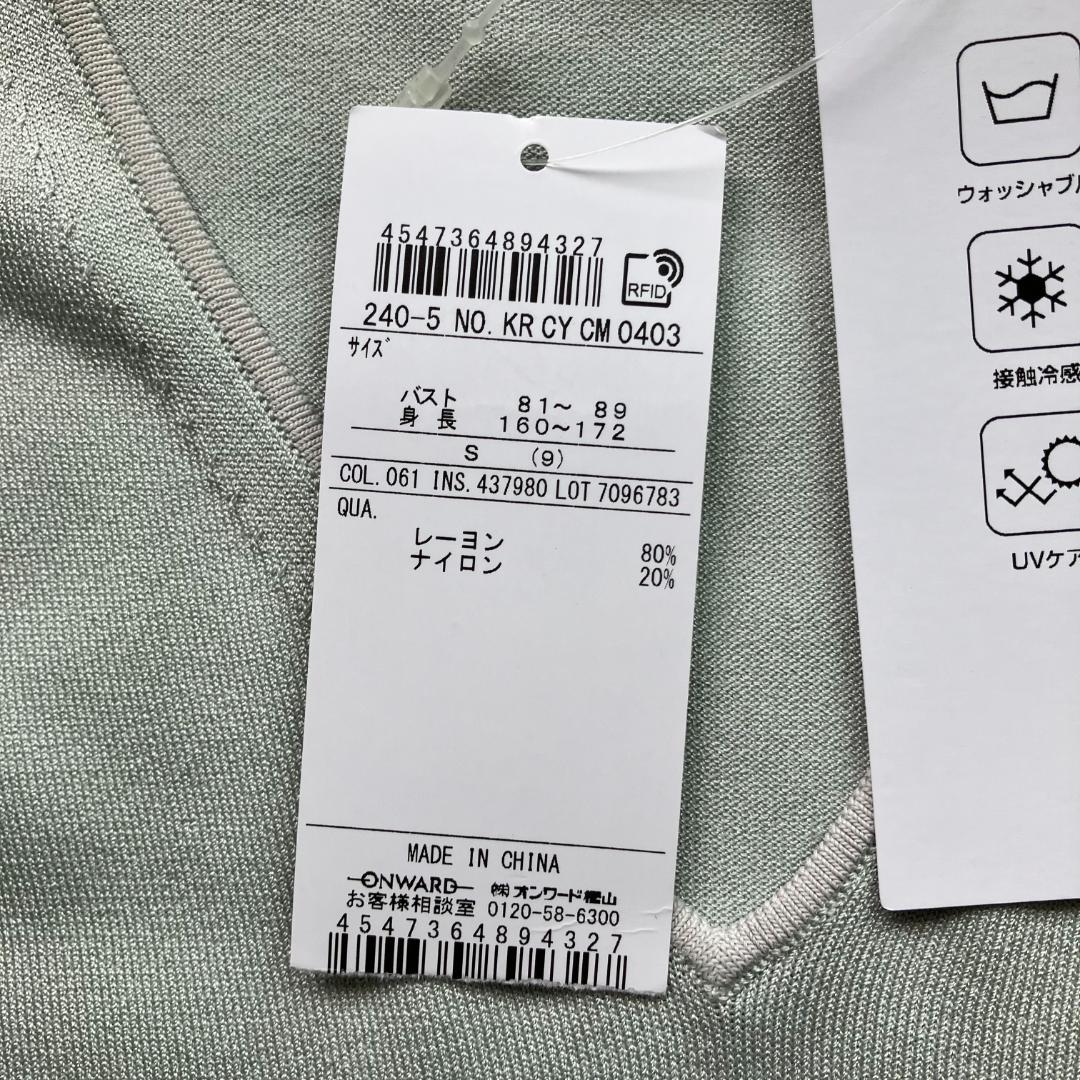 4547364894327
RFID
240-5 NO. KR CY CM 0403
サイズ
バスト 81～ 89
身 長 160～172
S (9)
COL. 061 INS. 437980 LOT 7096783
QUA.
レーヨン 80%
ナイロン 20%
MADE IN CHINA
ONWARD ㈱オンワード樫山
お客様相談室 0120-58-6300
4547364894327
ウォッシャブル
接触冷感
UVケア